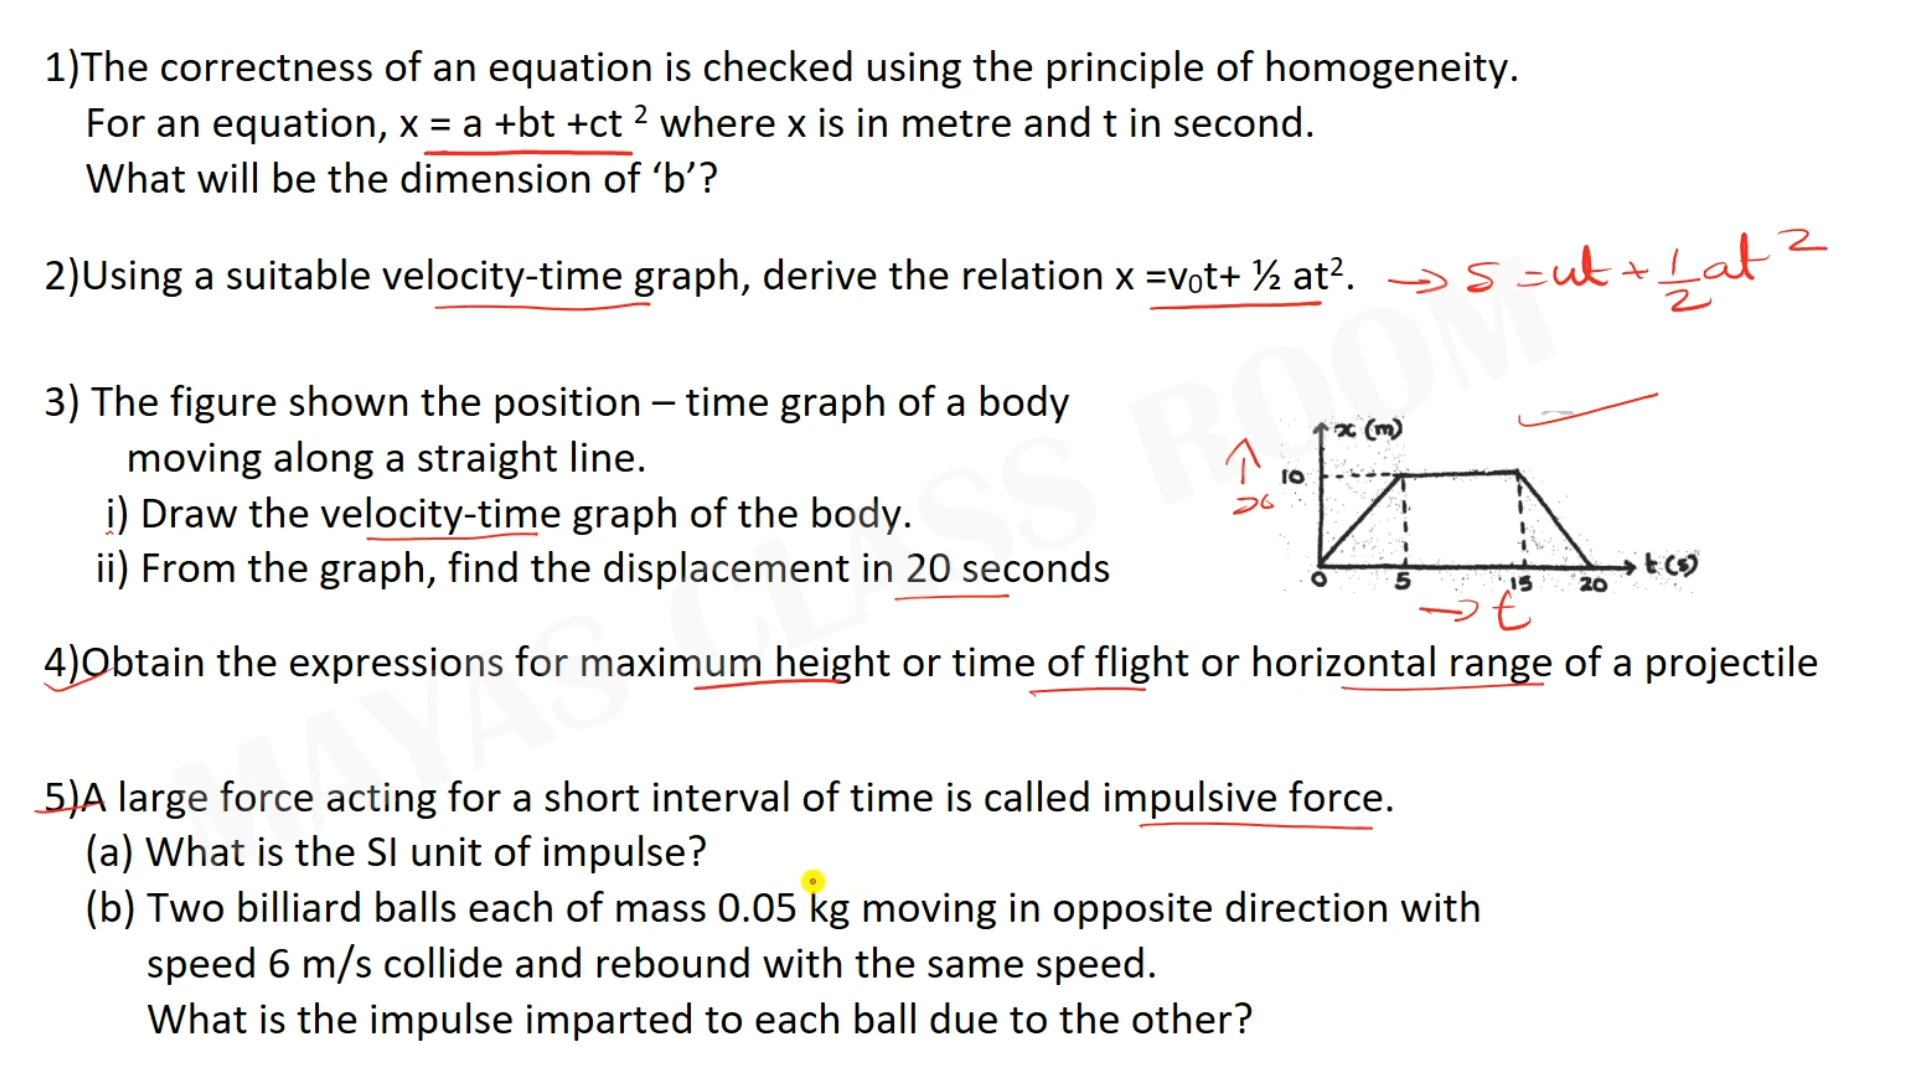 1)The correctness of an equation is checked using the principle of homogeneity.
For an equation, x = a +bt +ct ² where x is in metre and t in second.
What will be the dimension of ‘b’?
2)Using a suitable velocity-time graph, derive the relation x =v₀t+ ½ at². → S = ut + 1/2 at²
3) The figure shown the position – time graph of a body
moving along a straight line.
i) Draw the velocity-time graph of the body.
ii) From the graph, find the displacement in 20 seconds
x (m)
10
x
0 5 15 20 t (s)
→ t
4)Obtain the expressions for maximum height or time of flight or horizontal range of a projectile
5)A large force acting for a short interval of time is called impulsive force.
(a) What is the SI unit of impulse?
(b) Two billiard balls each of mass 0.05 kg moving in opposite direction with
speed 6 m/s collide and rebound with the same speed.
What is the impulse imparted to each ball due to the other?
MAYAS CLASS ROOM